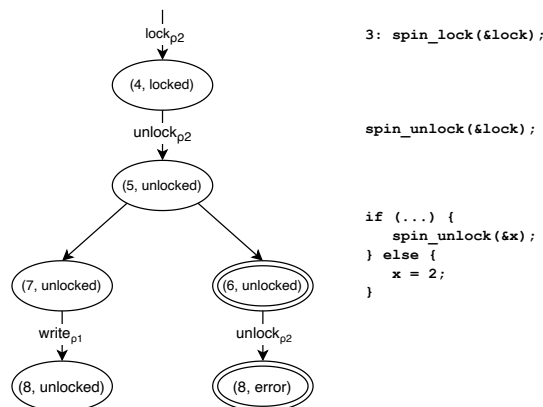 lockρ2
3: spin_lock(&lock);
(4, locked)
unlockρ2
spin_unlock(&lock);
(5, unlocked)
if (...) {
spin_unlock(&x);
} else {
x = 2;
}
(7, unlocked)
(6, unlocked)
writeρ1
unlockρ2
(8, unlocked)
(8, error)